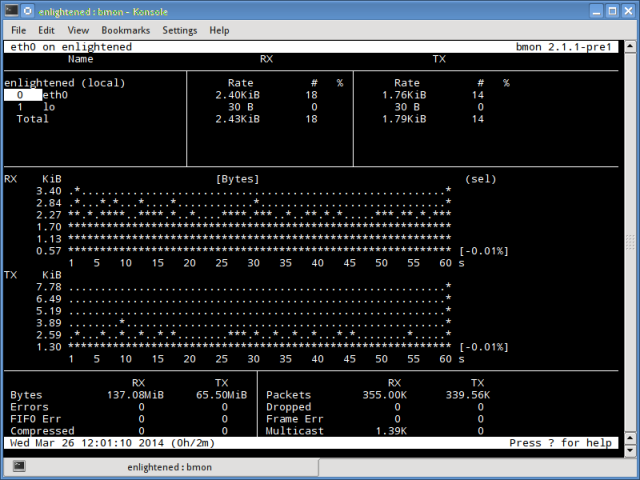 enlightened : bmon - Konsole
File Edit View Bookmarks Settings Help
eth0 on enlightened bmon 2.1.1-pre1
Name RX TX
enlightened (local) Rate # % Rate # %
0 eth0 2.40KiB 18 1.76KiB 14
1 lo 30 B 0 30 B 0
Total 2.43KiB 18 1.79KiB 14
RX KiB [Bytes] (sel)
3.40 .*........................................................*
2.84 .*...*.*....*.....*..............*............................*
2.27 **.*.****..****.*..*....****.***..*..**..*.*....***.**.*.***
1.70 ************************************************************
1.13 ************************************************************
0.57 ************************************************************ [-0.01%]
1 5 10 15 20 25 30 35 40 45 50 55 60 s
TX KiB
7.78 ...........................................................*
6.49 ...........................................................*
5.19 ...........................................................*
3.89 .........*.................................................*
2.59 .*...*..*..*..*.*.........***.*..*..*.*...*..*.*.......*....*
1.30 ************************************************************ [-0.01%]
1 5 10 15 20 25 30 35 40 45 50 55 60 s
RX TX RX TX
Bytes 137.08MiB 65.50MiB Packets 355.00K 339.56K
Errors 0 0 Dropped 0 0
FIFO Err 0 0 Frame Err 0 0
Compressed 0 0 Multicast 1.39K 0
Wed Mar 26 12:01:10 2014 (0h/2m) Press ? for help
enlightened : bmon